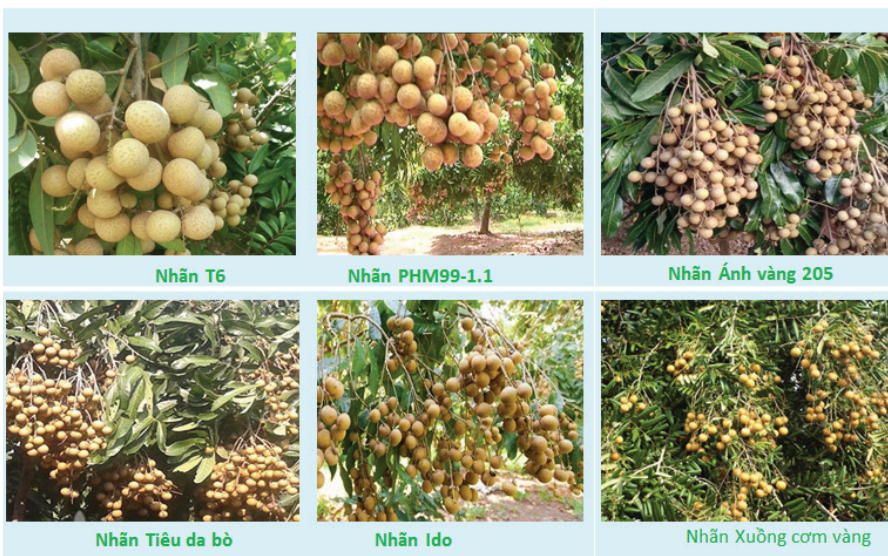 Nhãn T6
Nhãn PHM99-1.1
Nhãn Ánh vàng 205
Nhãn Tiêu da bò
Nhãn Ido
Nhãn Xuồng cơm vàng